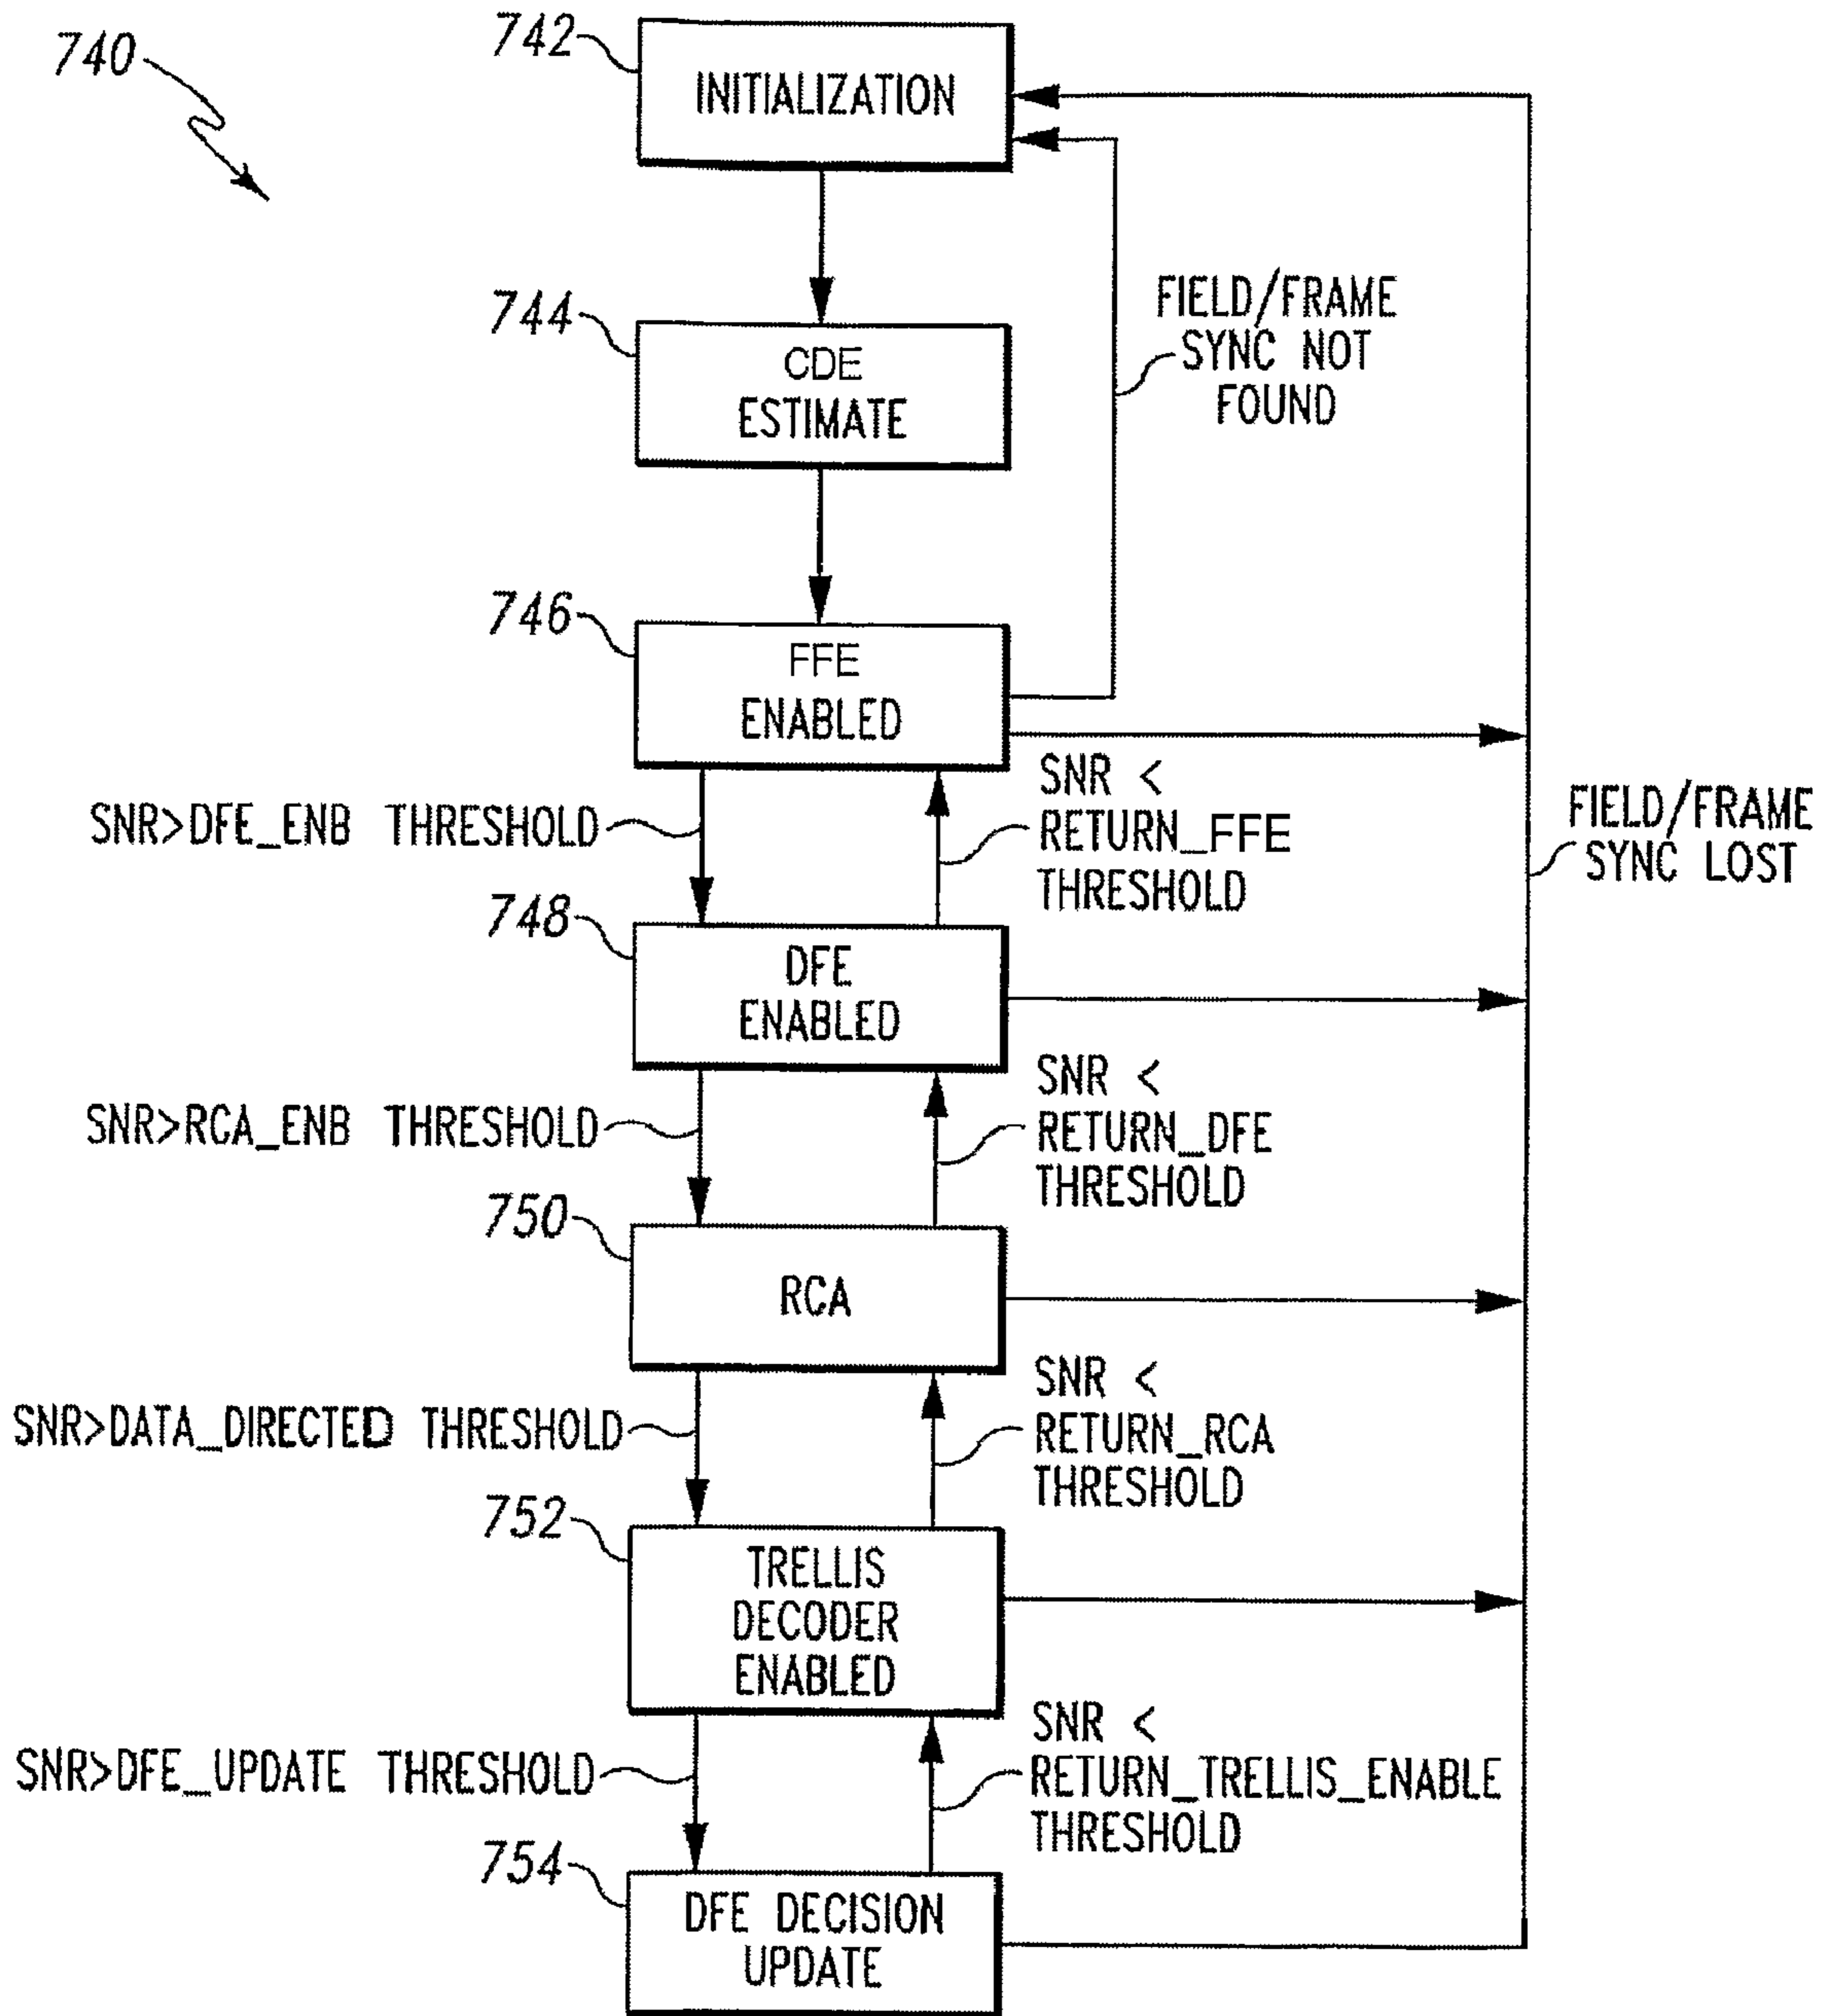 740
742
INITIALIZATION
744
CDE
ESTIMATE
FIELD/FRAME
SYNC NOT
FOUND
746
FFE
ENABLED
SNR>DFE_ENB THRESHOLD
SNR <
RETURN_FFE
THRESHOLD
FIELD/FRAME
SYNC LOST
748
DFE
ENABLED
SNR>RCA_ENB THRESHOLD
SNR <
RETURN_DFE
THRESHOLD
750
RCA
SNR>DATA_DIRECTED THRESHOLD
SNR <
RETURN_RCA
THRESHOLD
752
TRELLIS
DECODER
ENABLED
SNR>DFE_UPDATE THRESHOLD
SNR <
RETURN_TRELLIS_ENABLE
THRESHOLD
754
DFE DECISION
UPDATE